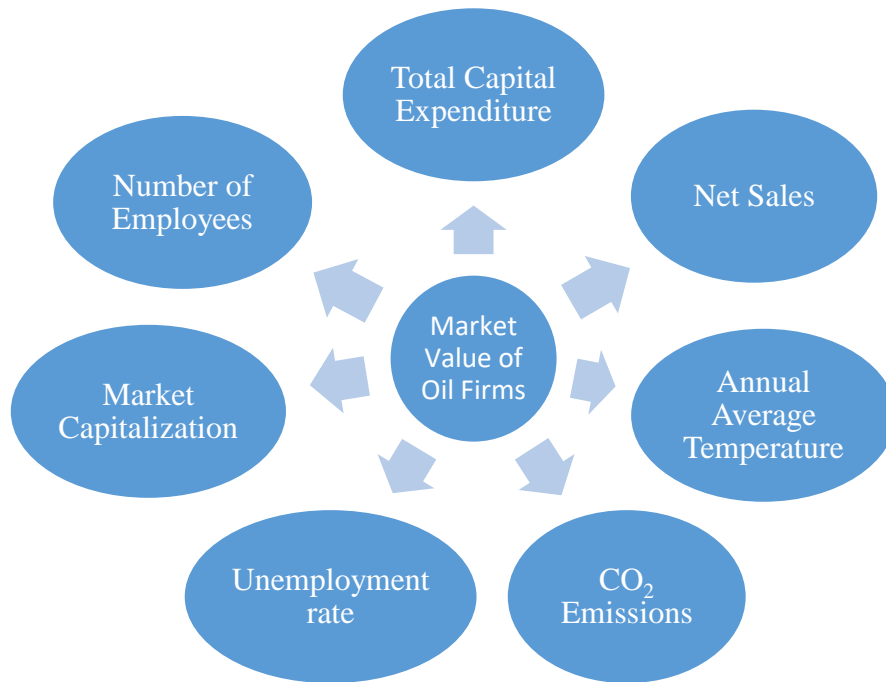 Total Capital
Expenditure
Number of
Employees
Net Sales
Market
Value of
Oil Firms
Market
Capitalization
Annual
Average
Temperature
Unemployment
rate
CO₂
Emissions